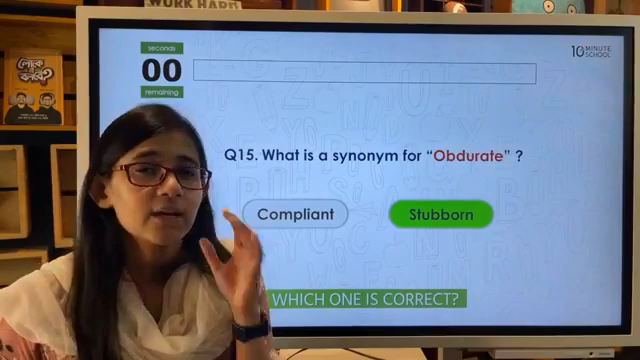 WORK HARD
seconds
00
remaining
10 MINUTE
SCHOOL
লোকে
কী
বলবে?
Q15. What is a synonym for “Obdurate” ?
Compliant
Stubborn
WHICH ONE IS CORRECT?